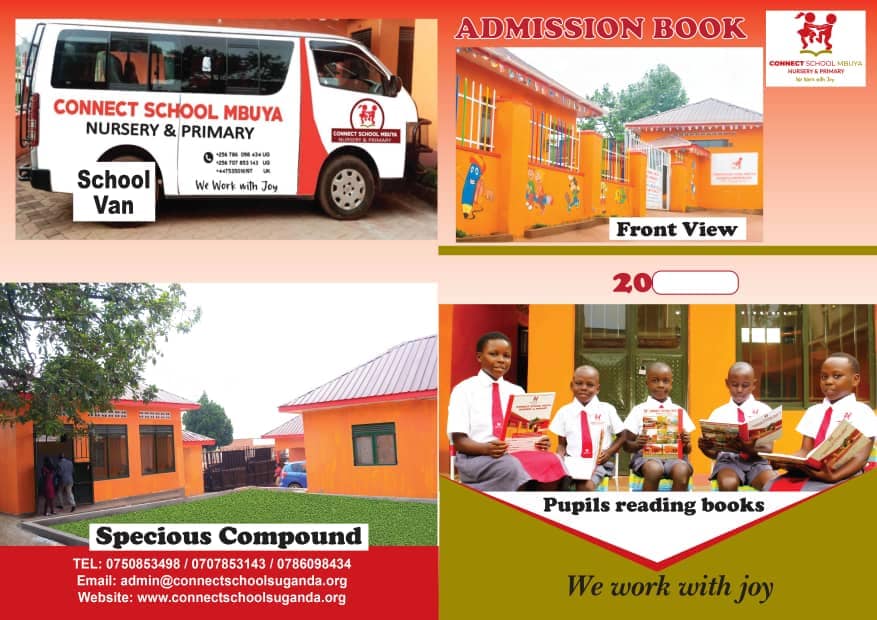 CONNECT SCHOOL MBUYA
NURSERY & PRIMARY
+256 786 098 434 UG
+256 707 853 143 UG
UK
We Work with Joy
CONNECT SCHOOL MBUYA
NURSERY & PRIMARY
School
Van
Specious Compound
TEL: 0750853498 / 0707853143 / 0786098434
Email: admin@connectschoolsuganda.org
Website: www.connectschoolsuganda.org
ADMISSION BOOK
CONNECT SCHOOL MBUYA
NURSERY & PRIMARY
We Work with Joy
Front View
20
Pupils reading books
We work with joy